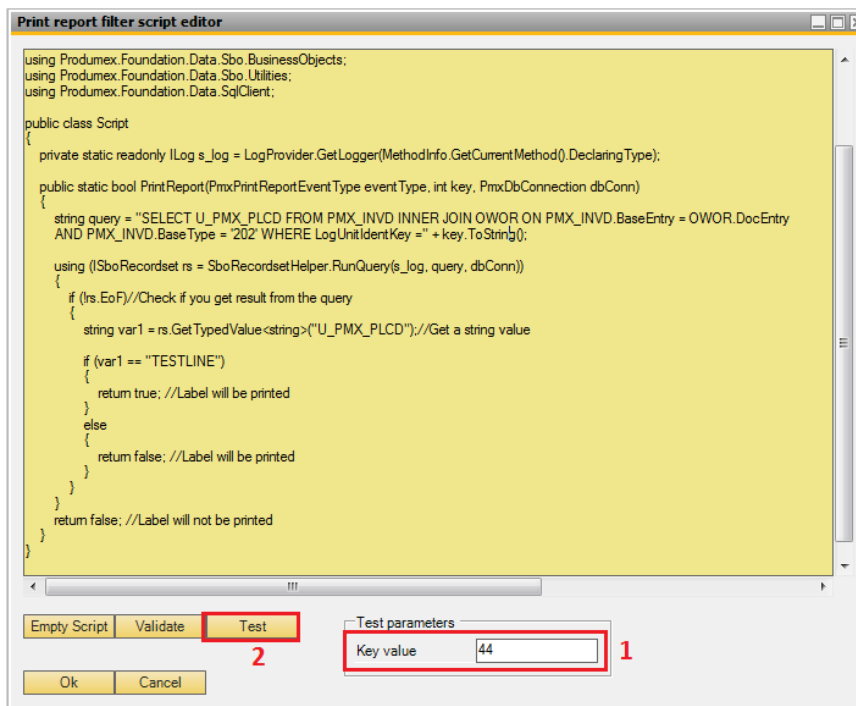 Print report filter script editor
using Produmex.Foundation.Data.Sbo.BusinessObjects;
using Produmex.Foundation.Data.Sbo.Utilities;
using Produmex.Foundation.Data.SqlClient;
public class Script
{
private static readonly ILog s_log = LogProvider.GetLogger(MethodInfo.GetCurrentMethod().DeclaringType);
public static bool PrintReport(PmxPrintReportEventType eventType, int key, PmxDbConnection dbConn)
{
string query = "SELECT U_PMX_PLCD FROM PMX_INVD INNER JOIN OWOR ON PMX_INVD.BaseEntry = OWOR.DocEntry
AND PMX_INVD.BaseType = '202' WHERE LogUnitIdentKey =" + key.ToString();
using (ISboRecordset rs = SboRecordsetHelper.RunQuery(s_log, query, dbConn))
{
if (!rs.EoF)//Check if you get result from the query
{
string var1 = rs.GetTypedValue<string>("U_PMX_PLCD");//Get a string value
if (var1 == "TESTLINE")
{
return true; //Label will be printed
}
else
{
return false; //Label will be printed
}
}
}
return false; //Label will not be printed
}
}
Empty Script Validate Test
2
Test parameters
Key value 44 1
Ok Cancel